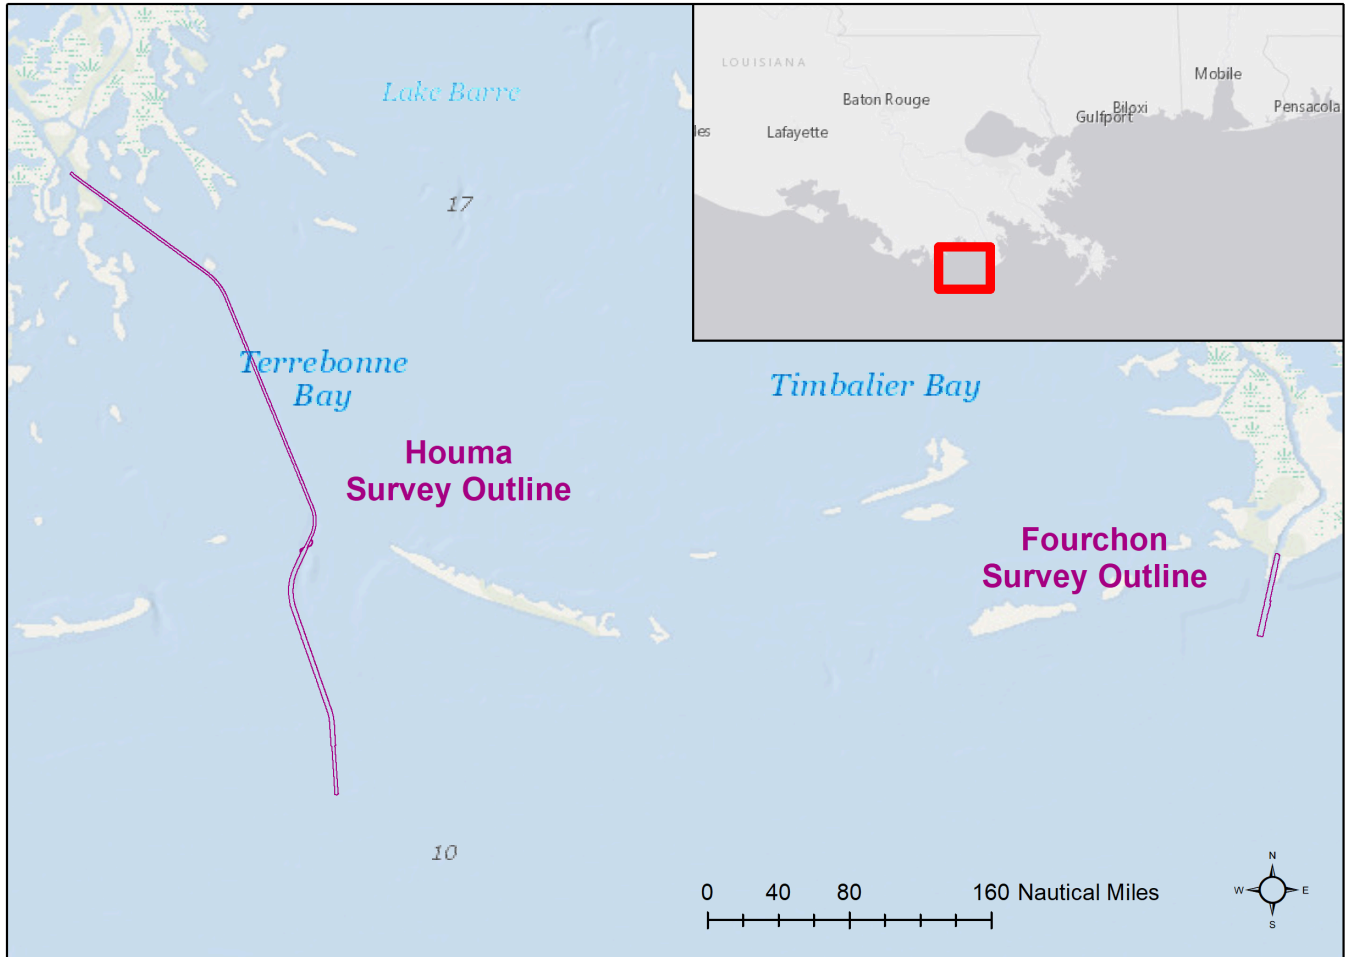 Lake Barre
17
Terrebonne
Bay
Houma
Survey Outline
10
LOUISIANA
Baton Rouge
Lafayette
les
Mobile
Biloxi
Gulfport
Pensacola
Timbalier Bay
Fourchon
Survey Outline
0 40 80 160 Nautical Miles
N
W E
S